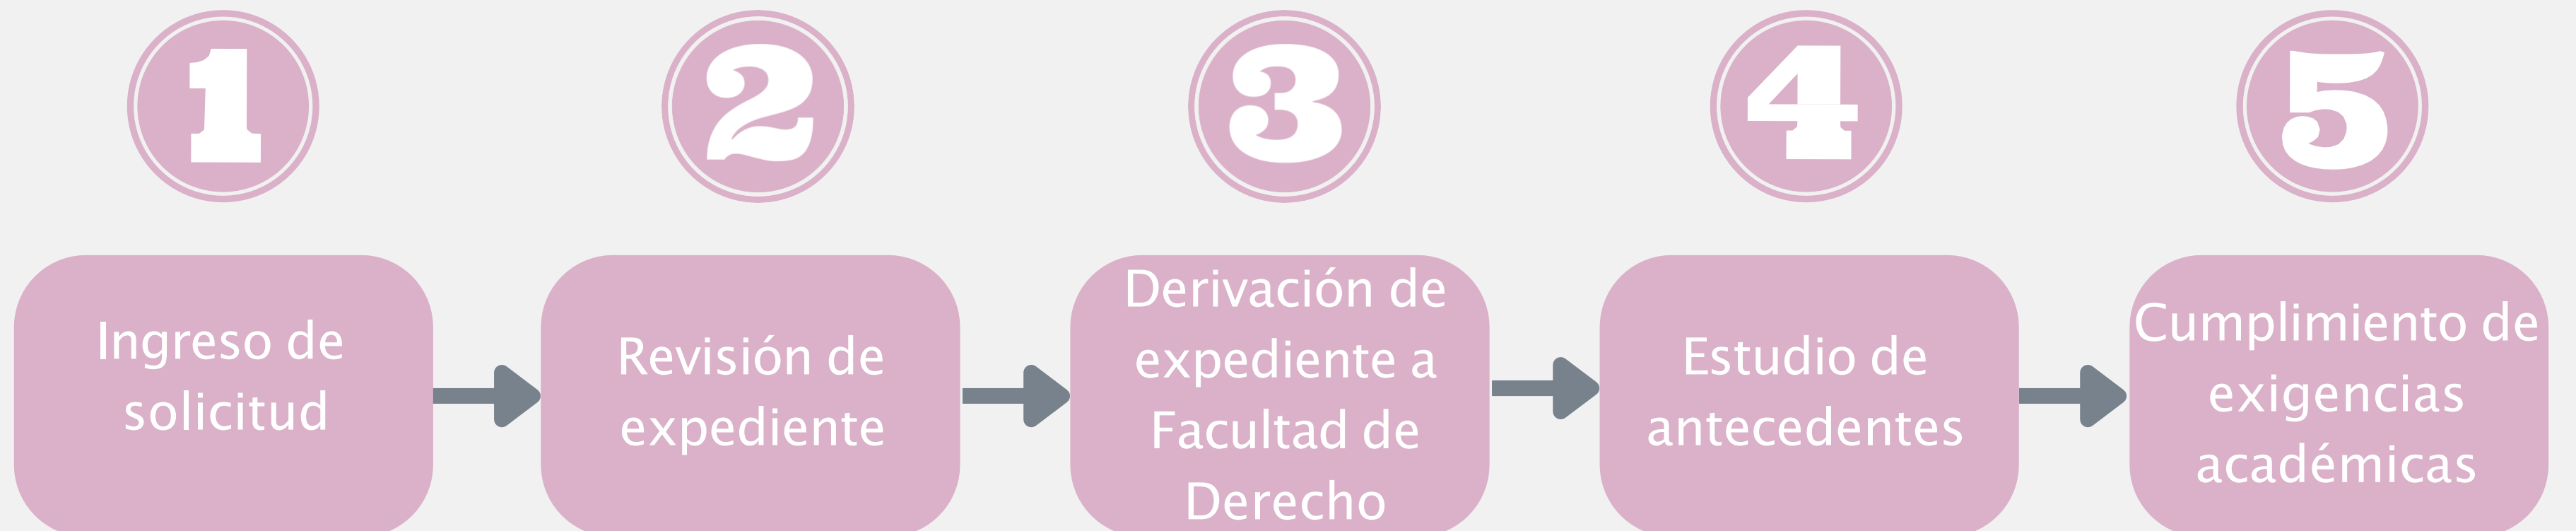 1
2
3
4
5
Ingreso de
solicitud
Revisión de
expediente
Derivación de
expediente a
Facultad de
Derecho
Estudio de
antecedentes
Cumplimiento de
exigencias
académicas